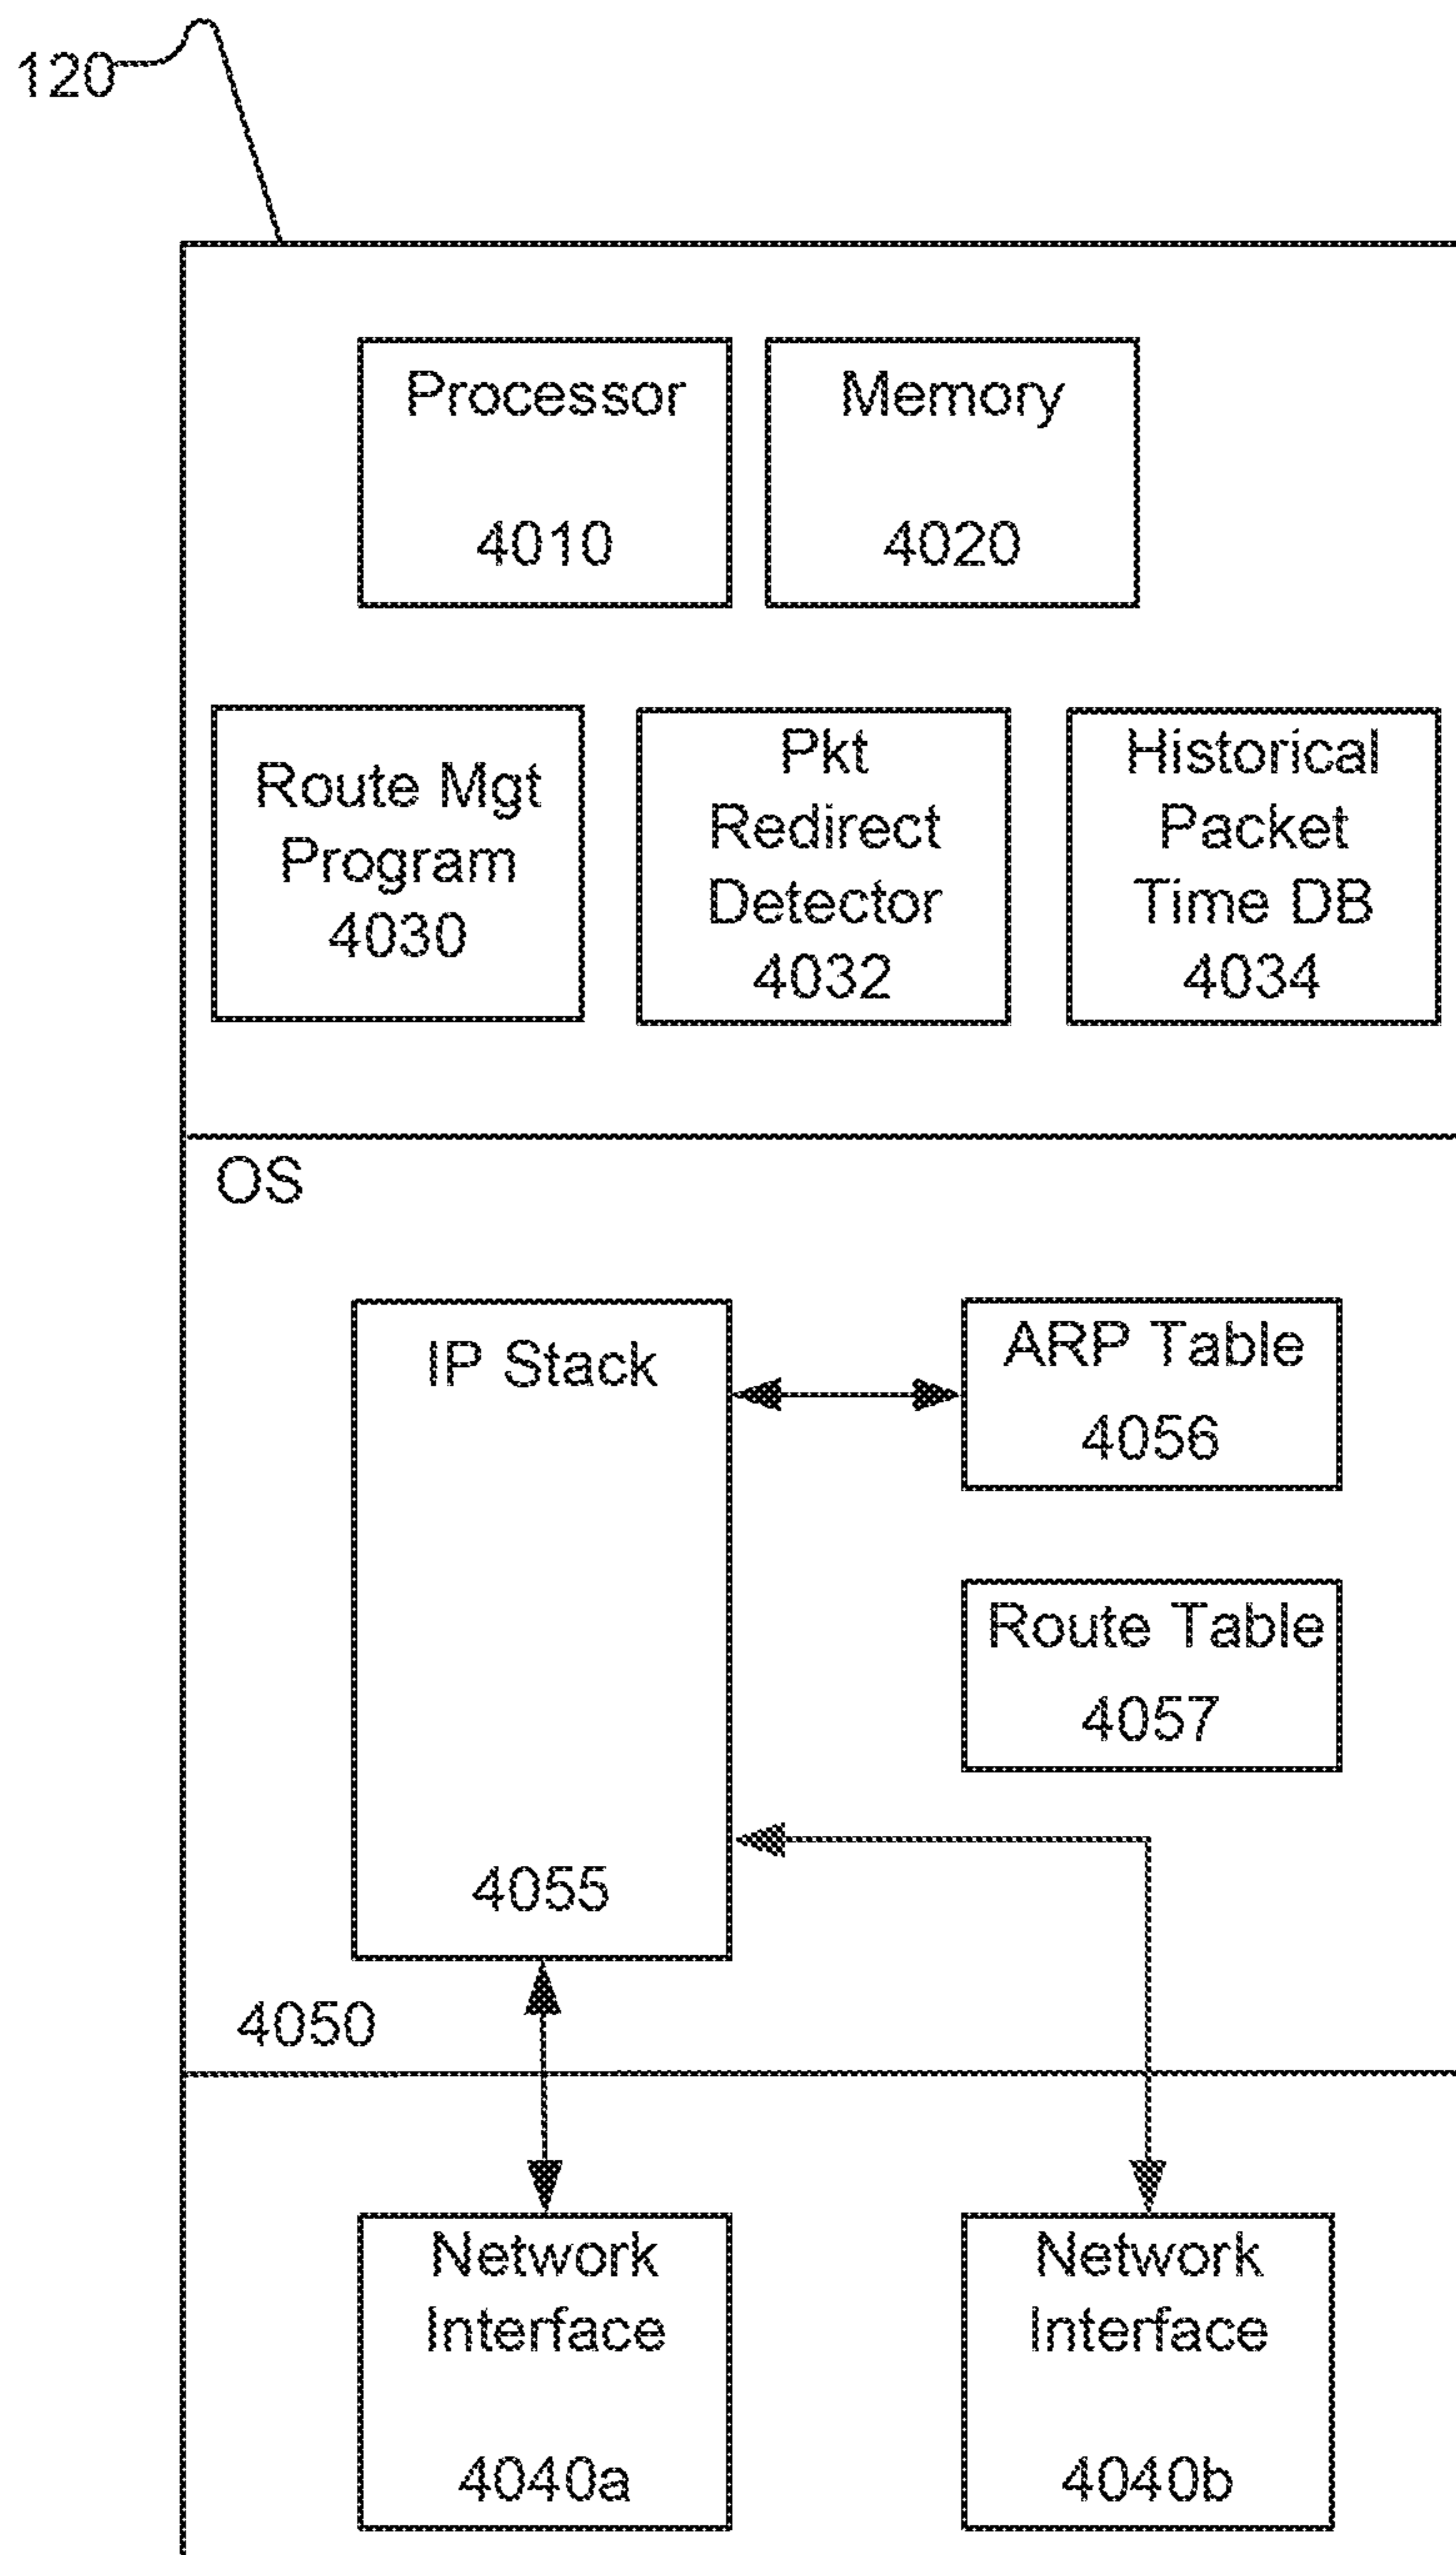 120
Processor
4010
Memory
4020
Route Mgt
Program
4030
Pkt
Redirect
Detector
4032
Historical
Packet
Time DB
4034
OS
IP Stack
4055
ARP Table
4056
Route Table
4057
4050
Network
Interface
4040a
Network
Interface
4040b